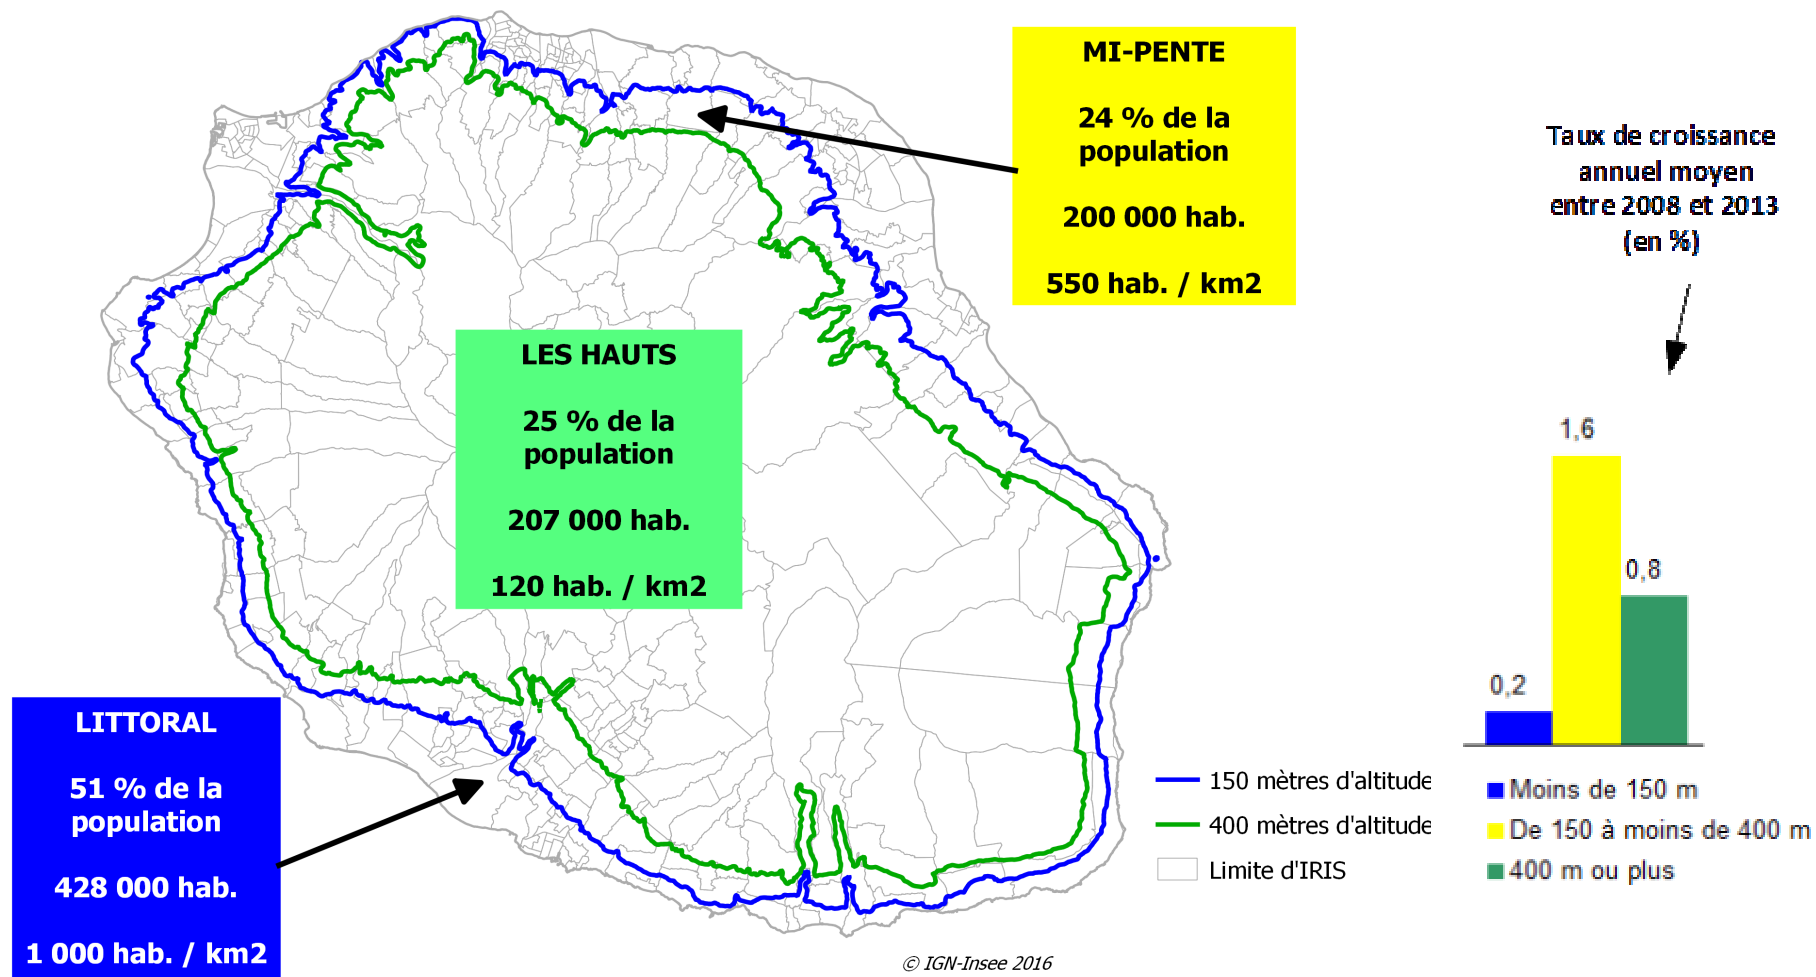 MI-PENTE
24 % de la
population
200 000 hab.
550 hab. / km2
Taux de croissance
annuel moyen
entre 2008 et 2013
(en %)
LES HAUTS
25 % de la
population
207 000 hab.
120 hab. / km2
1,6
0,8
0,2
LITTORAL
51 % de la
population
428 000 hab.
1 000 hab. / km2
150 mètres d'altitude
400 mètres d'altitude
Limite d'IRIS
Moins de 150 m
De 150 à moins de 400 m
400 m ou plus
© IGN-Insee 2016